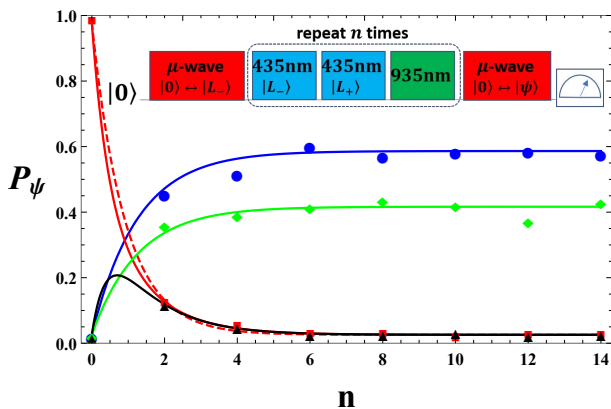 repeat n times
μ-wave
|0⟩ ↔ |L₋⟩
435nm
|L₋⟩
435nm
|L₊⟩
935nm
μ-wave
|0⟩ ↔ |ψ⟩
|0⟩
P_ψ
1.0
0.8
0.6
0.4
0.2
0.0
0 2 4 6 8 10 12 14
n